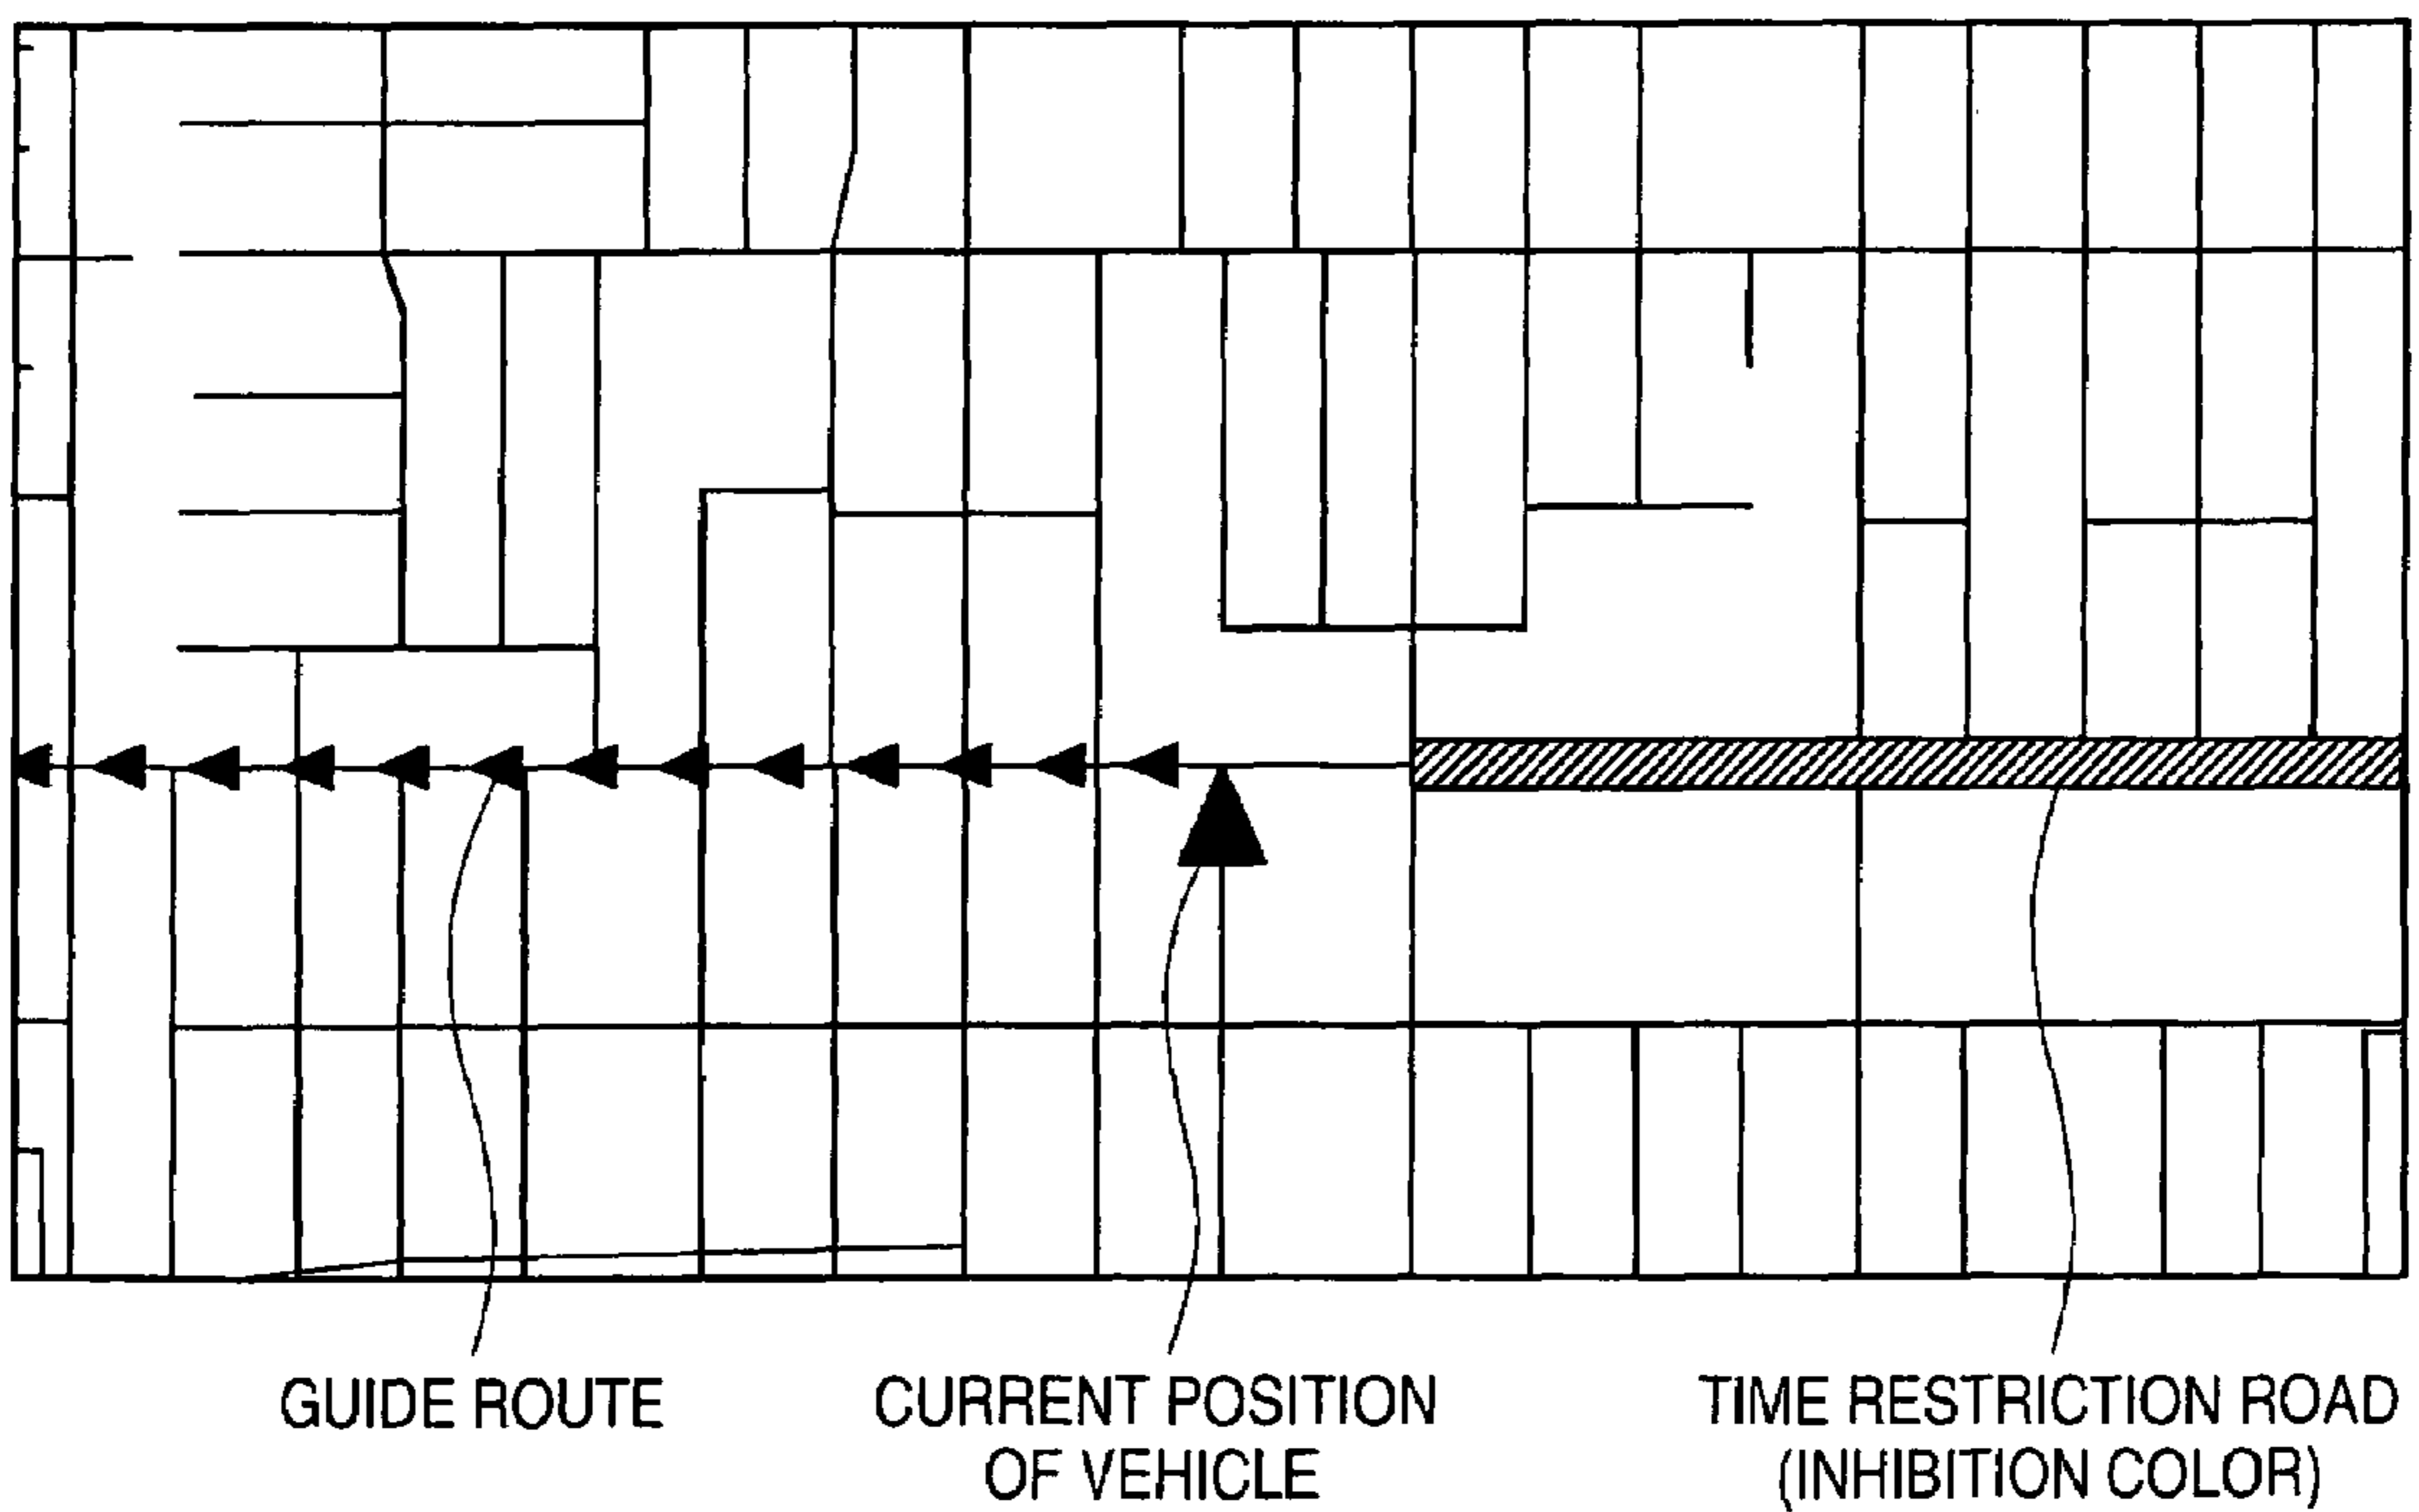 GUIDE ROUTE
CURRENT POSITION
OF VEHICLE
TIME RESTRICTION ROAD
(INHIBITION COLOR)